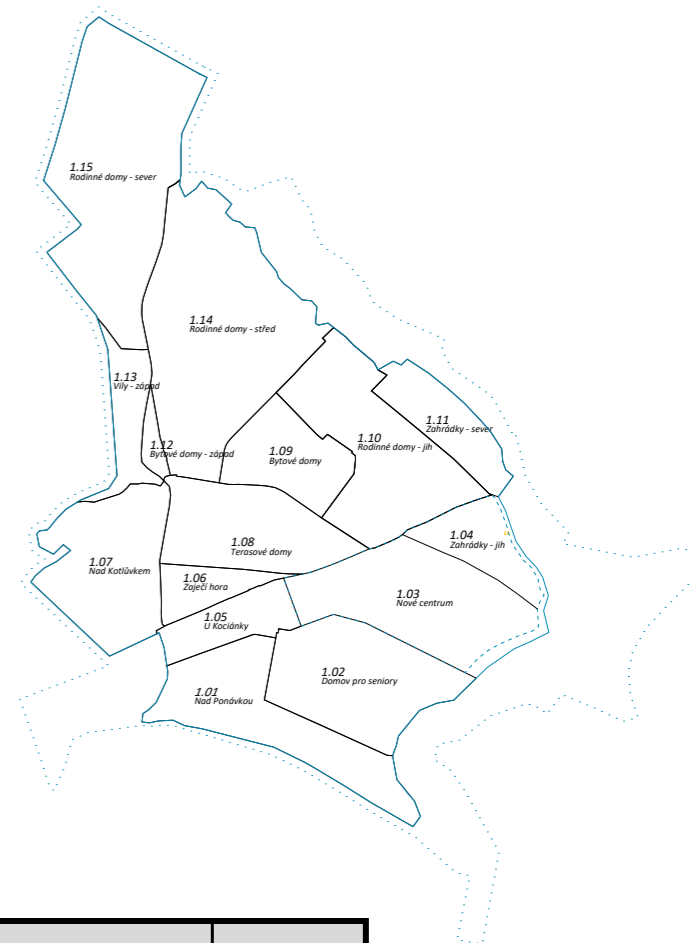 1.15
Rodinné domy - sever
1.14
Rodinné domy - střed
1.13
Vily - západ
1.12
Bytové domy - západ
1.11
Zahrádky - sever
1.10
Rodinné domy - jih
1.09
Bytové domy
1.08
Terasové domy
1.04
Zahrádky - jih
1.07
Nad Kotlůvkem
1.06
Zaječí hora
1.03
Nové centrum
1.05
U Kociánky
1.02
Domov pro seniory
1.01
Nad Ponávkou